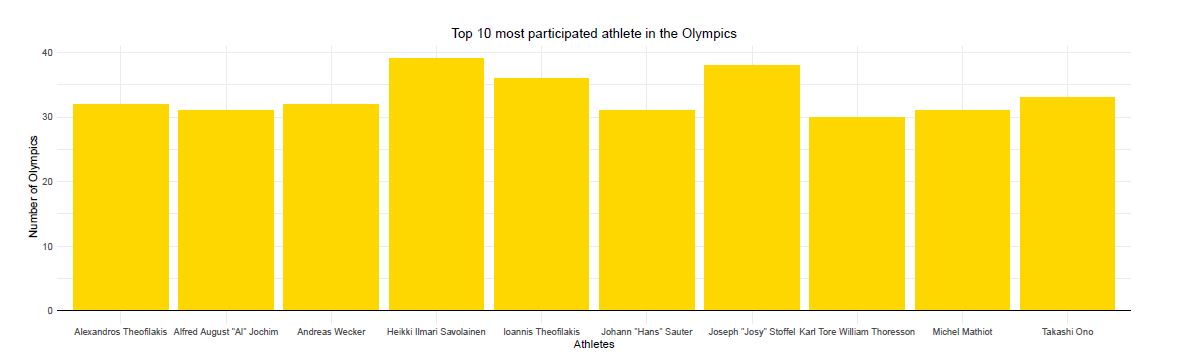 Top 10 most participated athlete in the Olympics
Number of Olympics
40
30
20
10
0
Alexandros Theofilakis Alfred August "Al" Jochim Andreas Wecker Heikki Ilmari Savolainen Ioannis Theofilakis Johann "Hans" Sauter Joseph "Josy" Stoffel Karl Tore William Thoresson Michel Mathiot Takashi Ono
Athletes